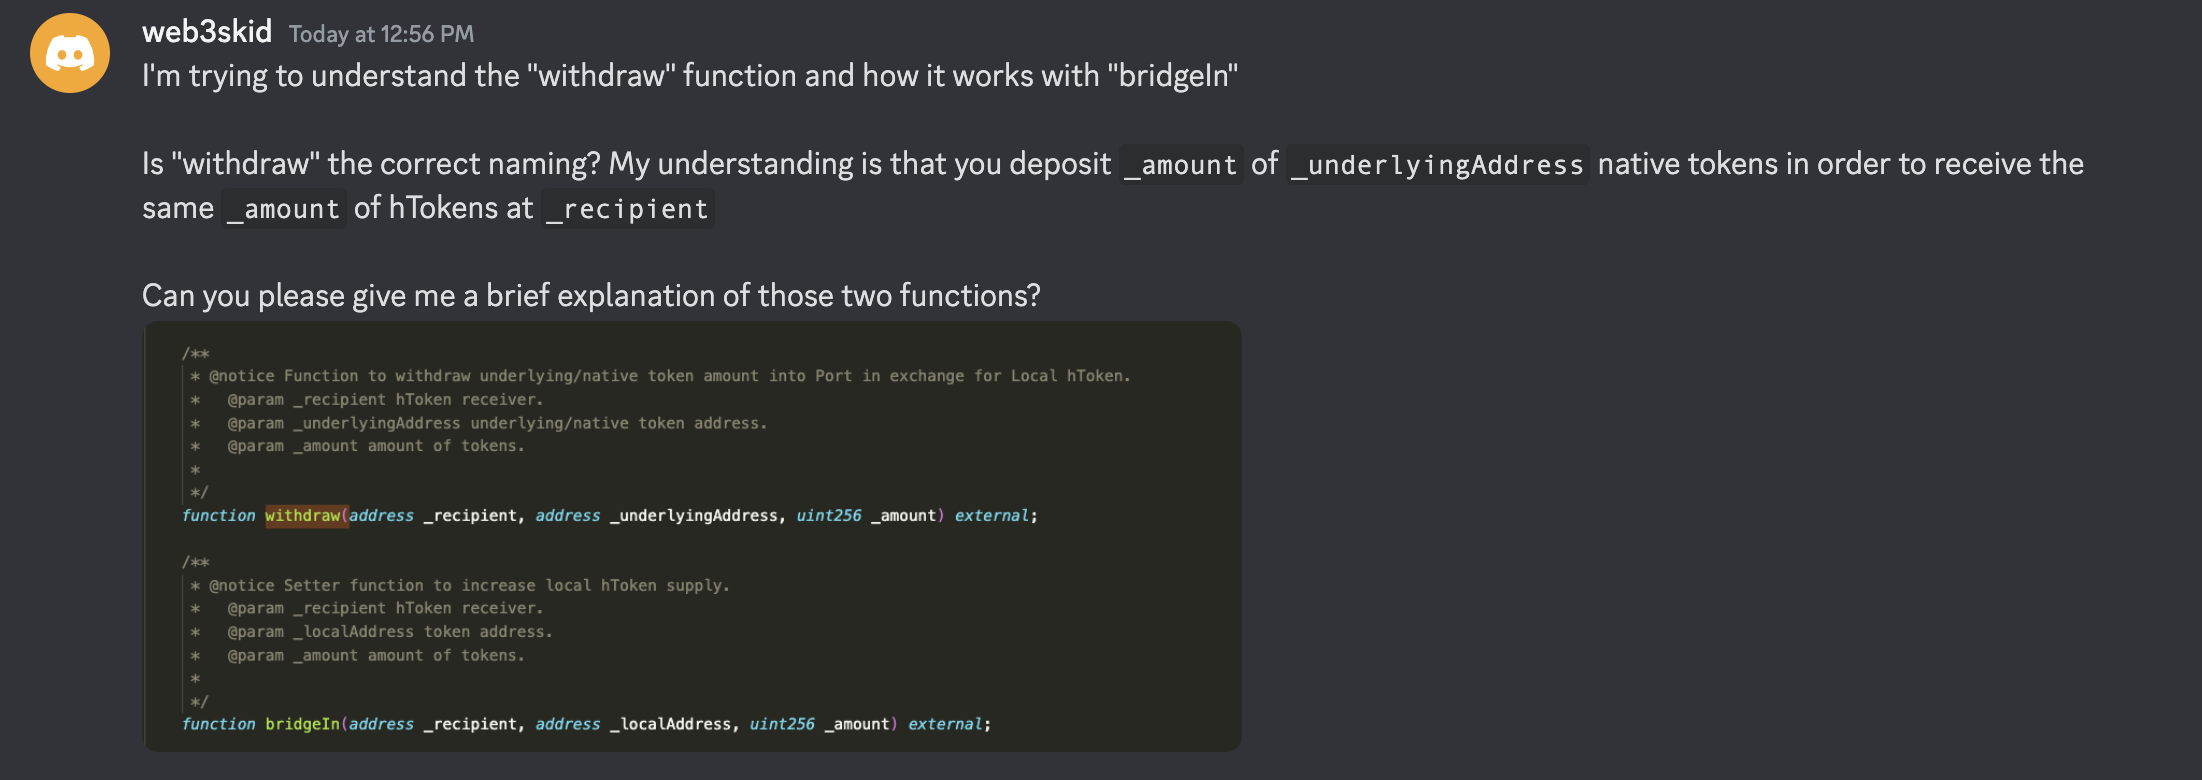 web3skid Today at 12:56 PM
I'm trying to understand the "withdraw" function and how it works with "bridgeIn"
Is "withdraw" the correct naming? My understanding is that you deposit _amount of _underlyingAddress native tokens in order to receive the
same _amount of hTokens at _recipient
Can you please give me a brief explanation of those two functions?
/**
* @notice Function to withdraw underlying/native token amount into Port in exchange for Local hToken.
*   @param _recipient hToken receiver.
*   @param _underlyingAddress underlying/native token address.
*   @param _amount amount of tokens.
*
*/
function withdraw(address _recipient, address _underlyingAddress, uint256 _amount) external;
/**
* @notice Setter function to increase local hToken supply.
*   @param _recipient hToken receiver.
*   @param _localAddress token address.
*   @param _amount amount of tokens.
*
*/
function bridgeIn(address _recipient, address _localAddress, uint256 _amount) external;